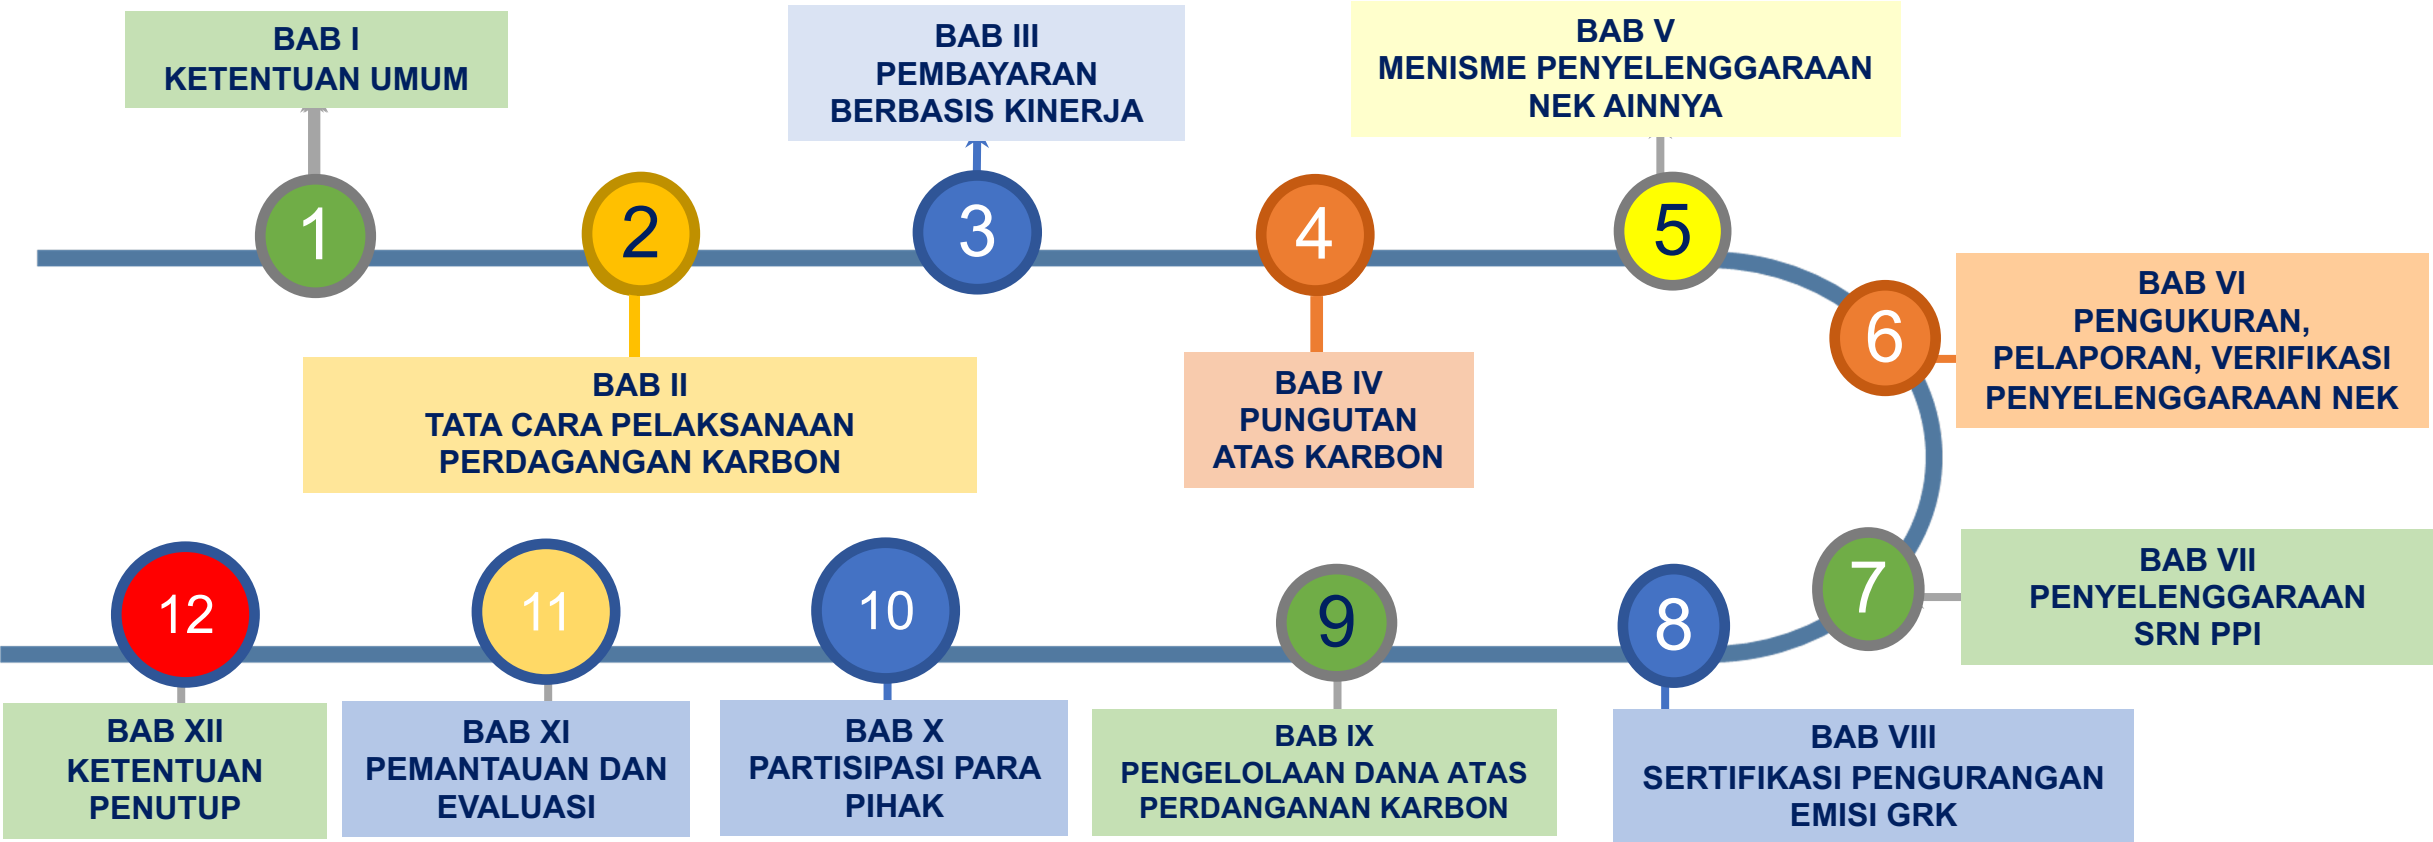 BAB I
KETENTUAN UMUM
1
2
BAB II
TATA CARA PELAKSANAAN
PERDAGANGAN KARBON
BAB III
PEMBAYARAN
BERBASIS KINERJA
3
4
BAB IV
PUNGUTAN
ATAS KARBON
BAB V
MENISME PENYELENGGARAAN
NEK AINNYA
5
6
BAB VI
PENGUKURAN,
PELAPORAN, VERIFIKASI
PENYELENGGARAAN NEK
7
BAB VII
PENYELENGGARAAN
SRN PPI
8
BAB VIII
SERTIFIKASI PENGURANGAN
EMISI GRK
9
BAB IX
PENGELOLAAN DANA ATAS
PERDANGANAN KARBON
10
BAB X
PARTISIPASI PARA
PIHAK
11
BAB XI
PEMANTAUAN DAN
EVALUASI
12
BAB XII
KETENTUAN
PENUTUP